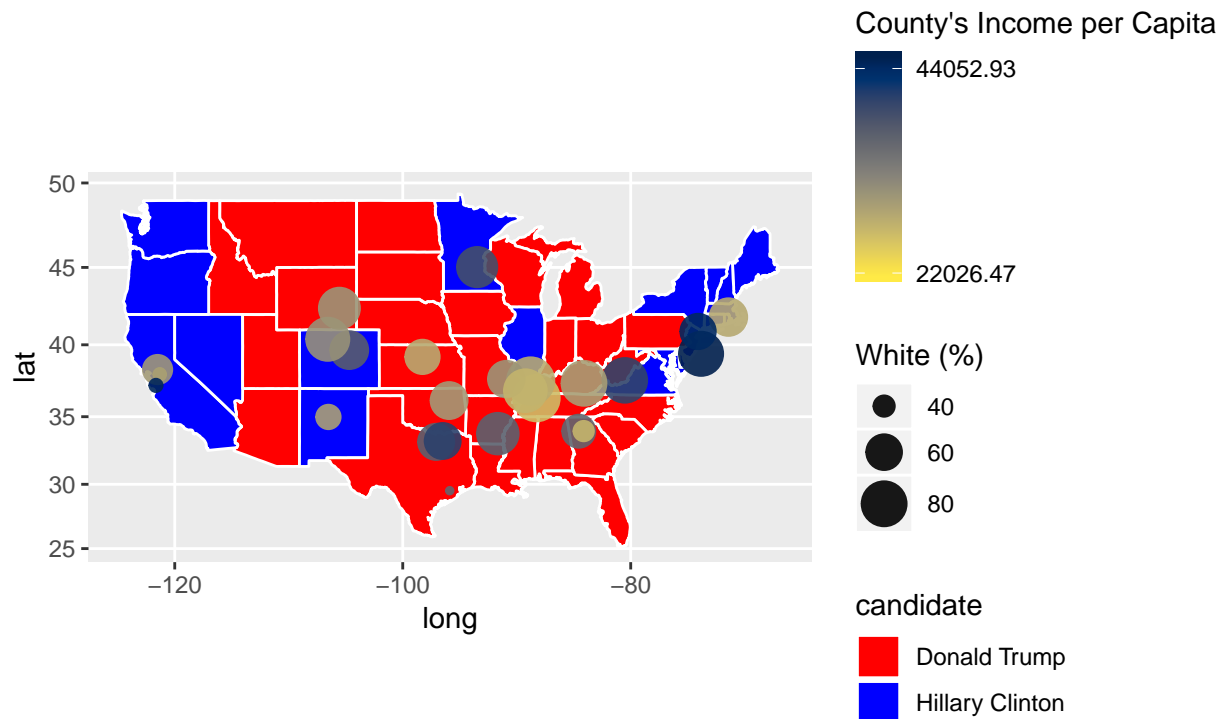 County's Income per Capita
44052.93
22026.47
White (%)
40
60
80
candidate
Donald Trump
Hillary Clinton
50
45
40
35
30
25
lat
−120
−100
−80
long